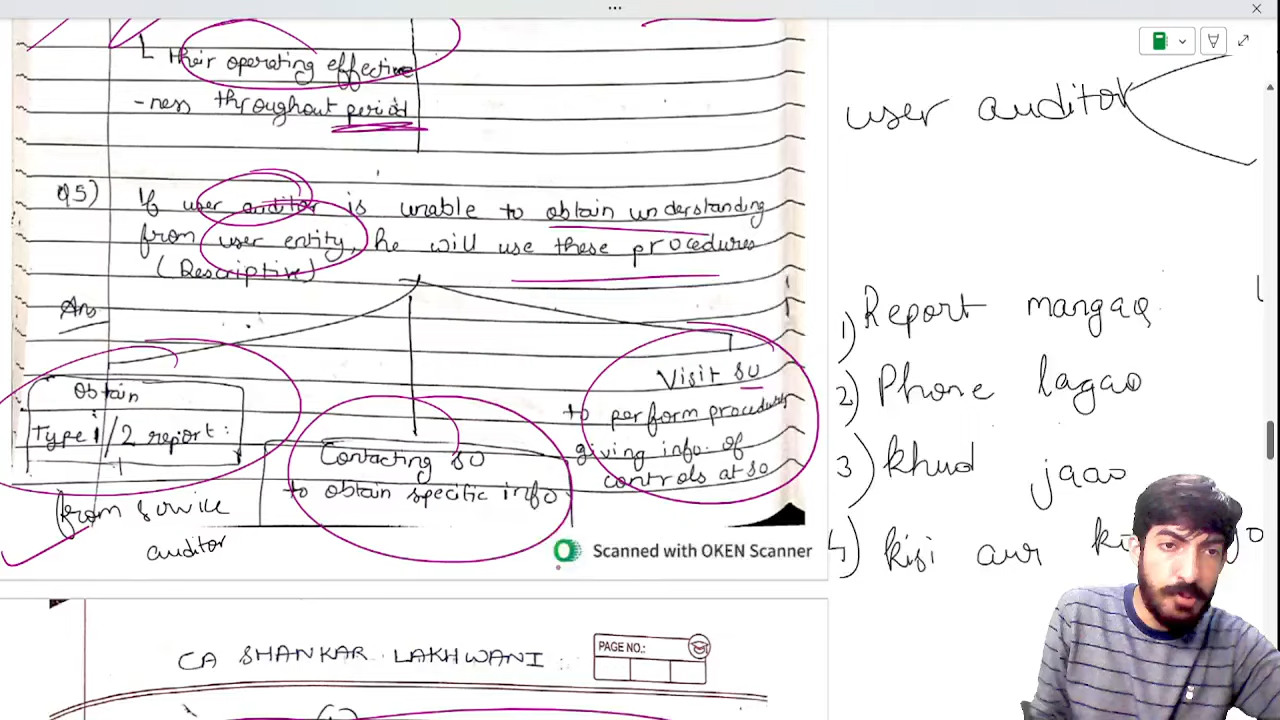 their operating effective
-ness throughout period
Q5) If user auditor is unable to obtain understanding
from user entity, he will use these procedures
(Descriptive)
Ans
Obtain
Type 1/2 report:
from service
auditor
Contacting SO
to obtain specific info
Visit SO
to perform procedures
giving info. of
controls at SO
Scanned with OKEN Scanner
CA SHANKAR LAKHWANI
PAGE NO.:
user auditor
1) Report mangao
2) Phone lagao
3) khud jaao
4) kisi aur